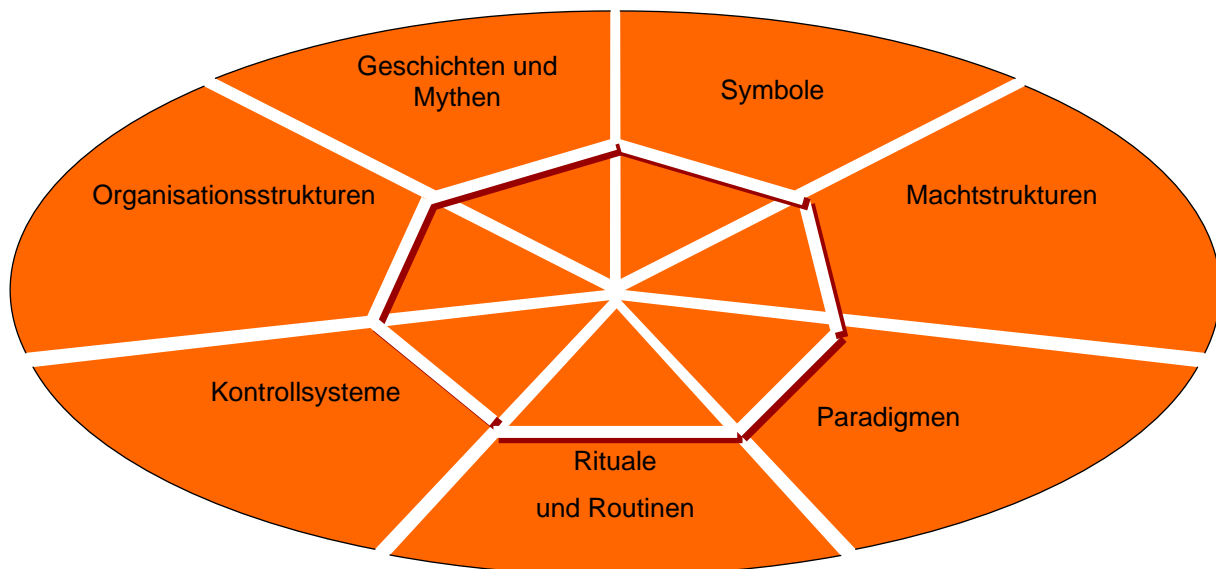 Geschichten und
Mythen
Symbole
Organisationsstrukturen
Machtstrukturen
Kontrollsysteme
Paradigmen
Rituale
und Routinen